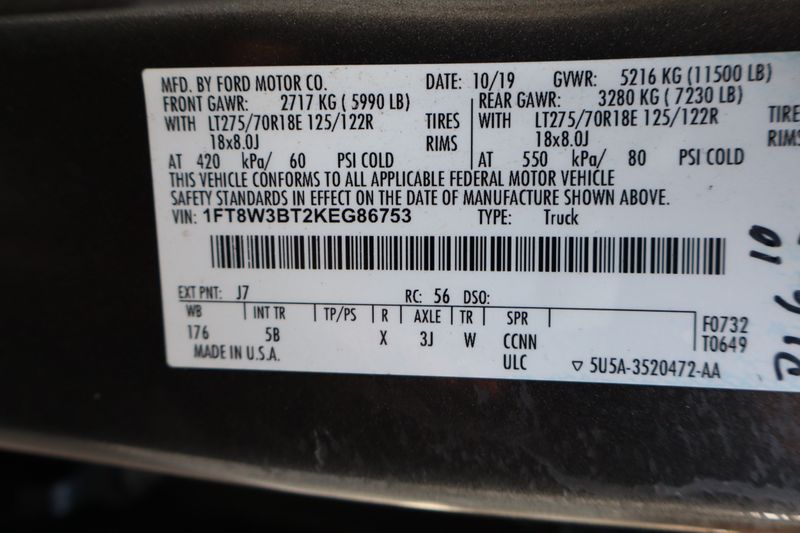 MFD. BY FORD MOTOR CO. DATE: 10/19 GVWR: 5216 KG (11500 LB)
FRONT GAWR: 2717 KG ( 5990 LB) REAR GAWR: 3280 KG ( 7230 LB)
WITH LT275/70R18E 125/122R TIRES WITH LT275/70R18E 125/122R TIRE
18x8.0J RIMS 18x8.0J RIMS
AT 420 kPa/ 60 PSI COLD AT 550 kPa/ 80 PSI COLD
THIS VEHICLE CONFORMS TO ALL APPLICABLE FEDERAL MOTOR VEHICLE
SAFETY STANDARDS IN EFFECT ON THE DATE OF MANUFACTURE SHOWN ABOVE.
VIN: 1FT8W3BT2KEG86753 TYPE: Truck
EXT PNT: J7 RC: 56 DSO:
WB INT TR TP/PS R AXLE TR SPR
176 5B X 3J W CCNN
ULC
F0732
T0649
MADE IN U.S.A. ▽ 5U5A-3520472-AA
10